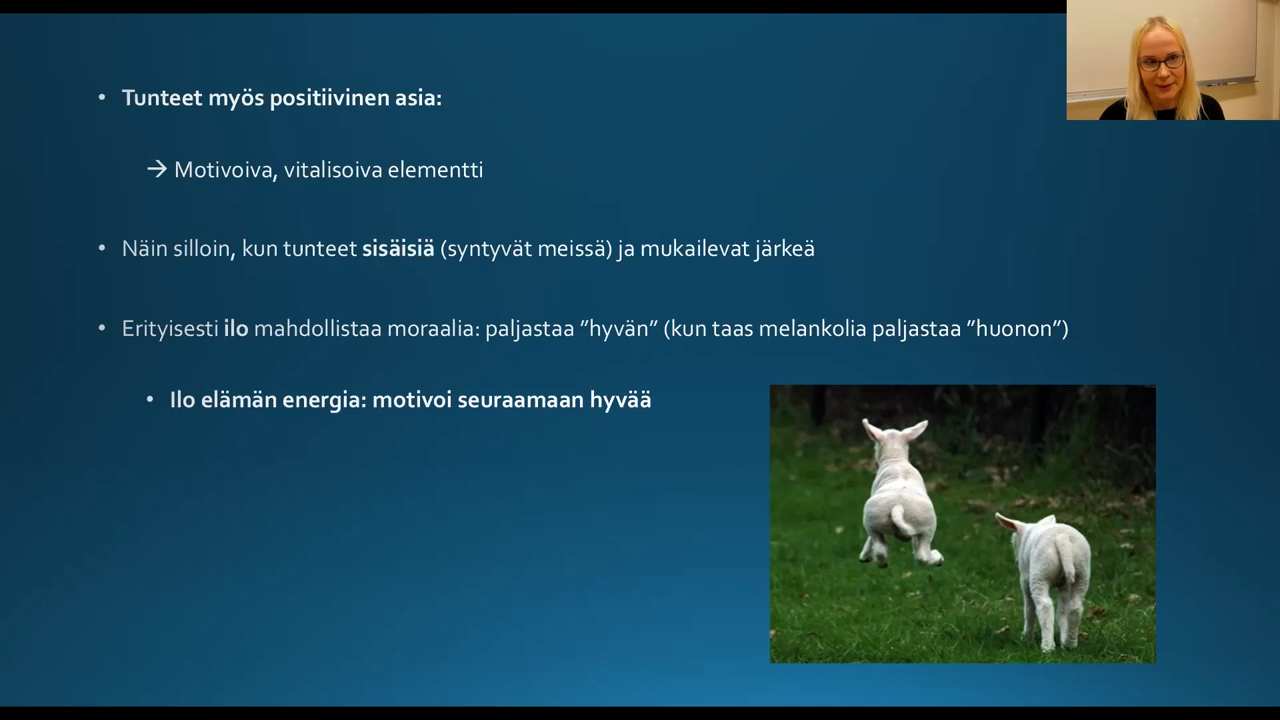 • Tunteet myös positiivinen asia:
→ Motivoiva, vitalisoiva elementti
• Näin silloin, kun tunteet sisäisiä (syntyvät meissä) ja mukailevat järkeä
• Erityisesti ilo mahdollistaa moraalia: paljastaa ”hyvän” (kun taas melankolia paljastaa ”huonon”)
• Ilo elämän energia: motivoi seuraamaan hyvää